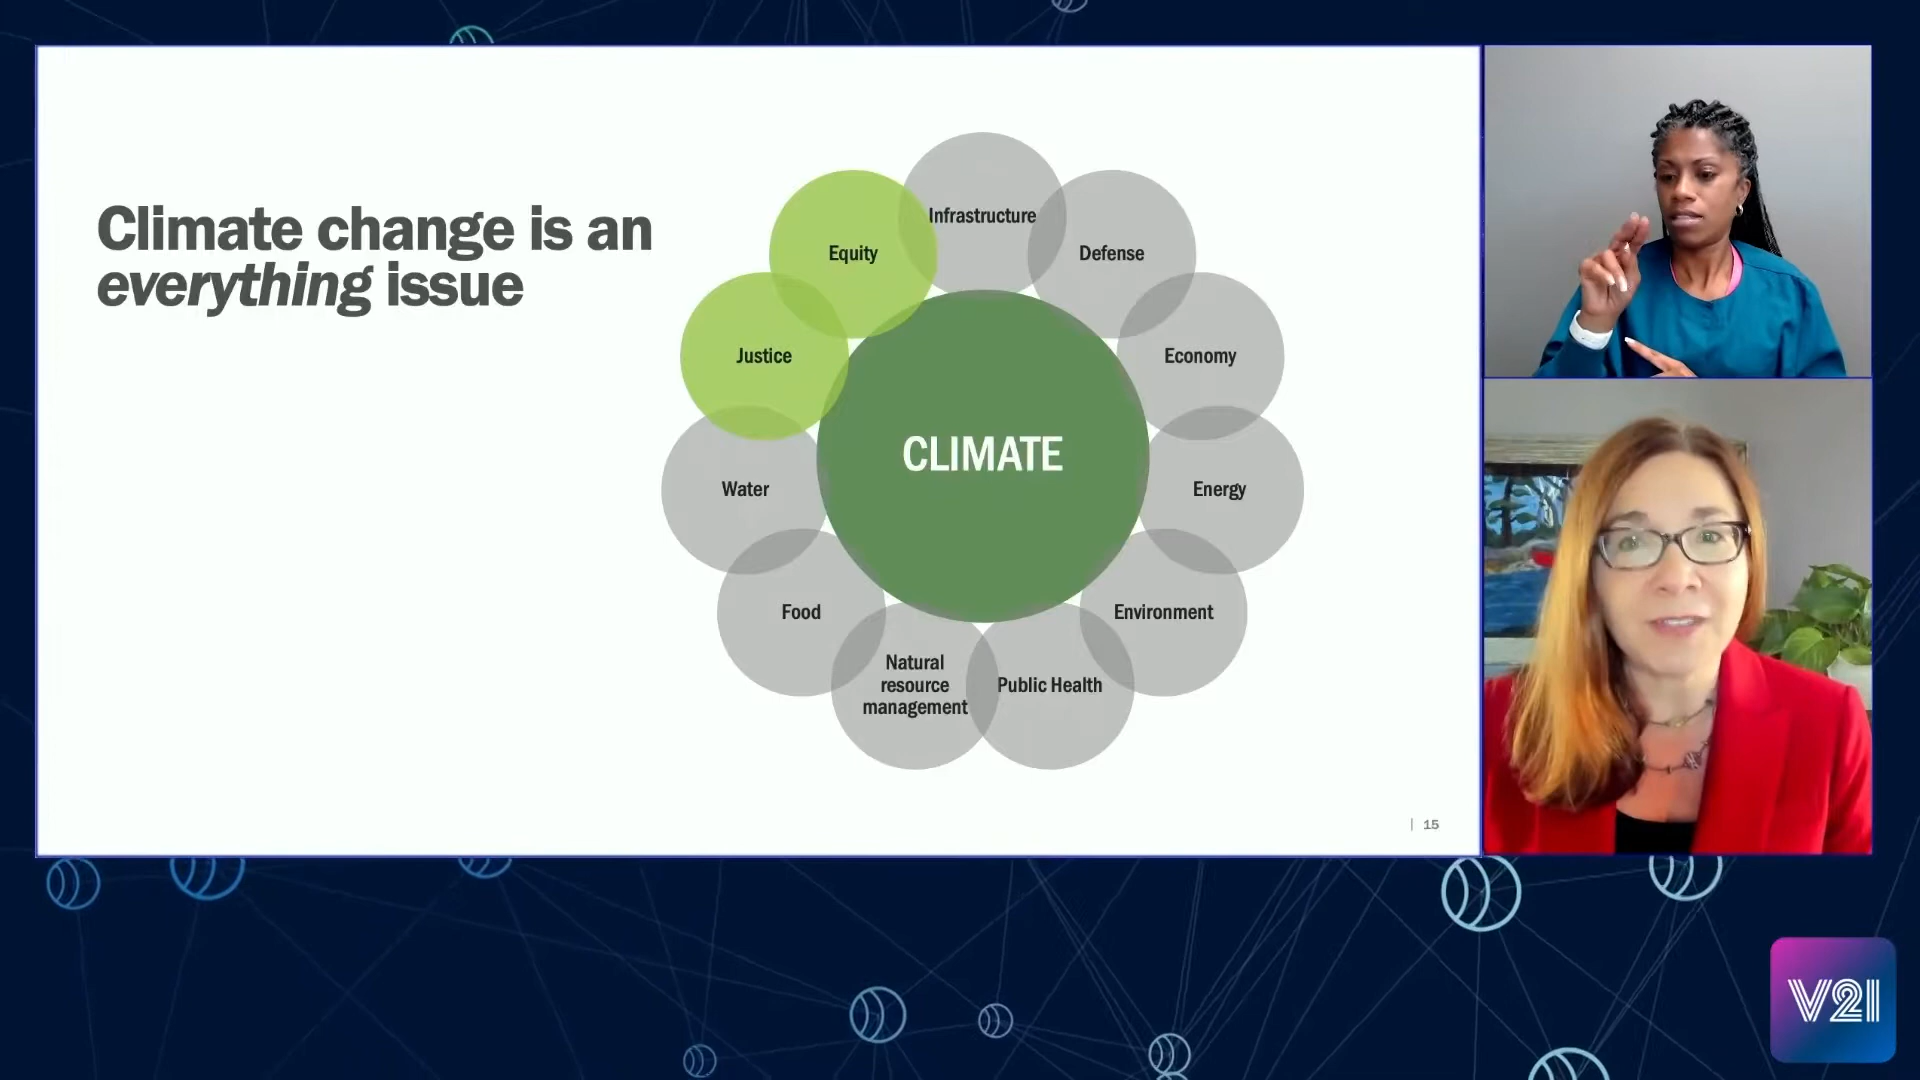 Climate change is an
everything issue
Infrastructure
Equity
Defense
Justice
Economy
CLIMATE
Water
Energy
Food
Environment
Natural
resource
management
Public Health
| 15
V21